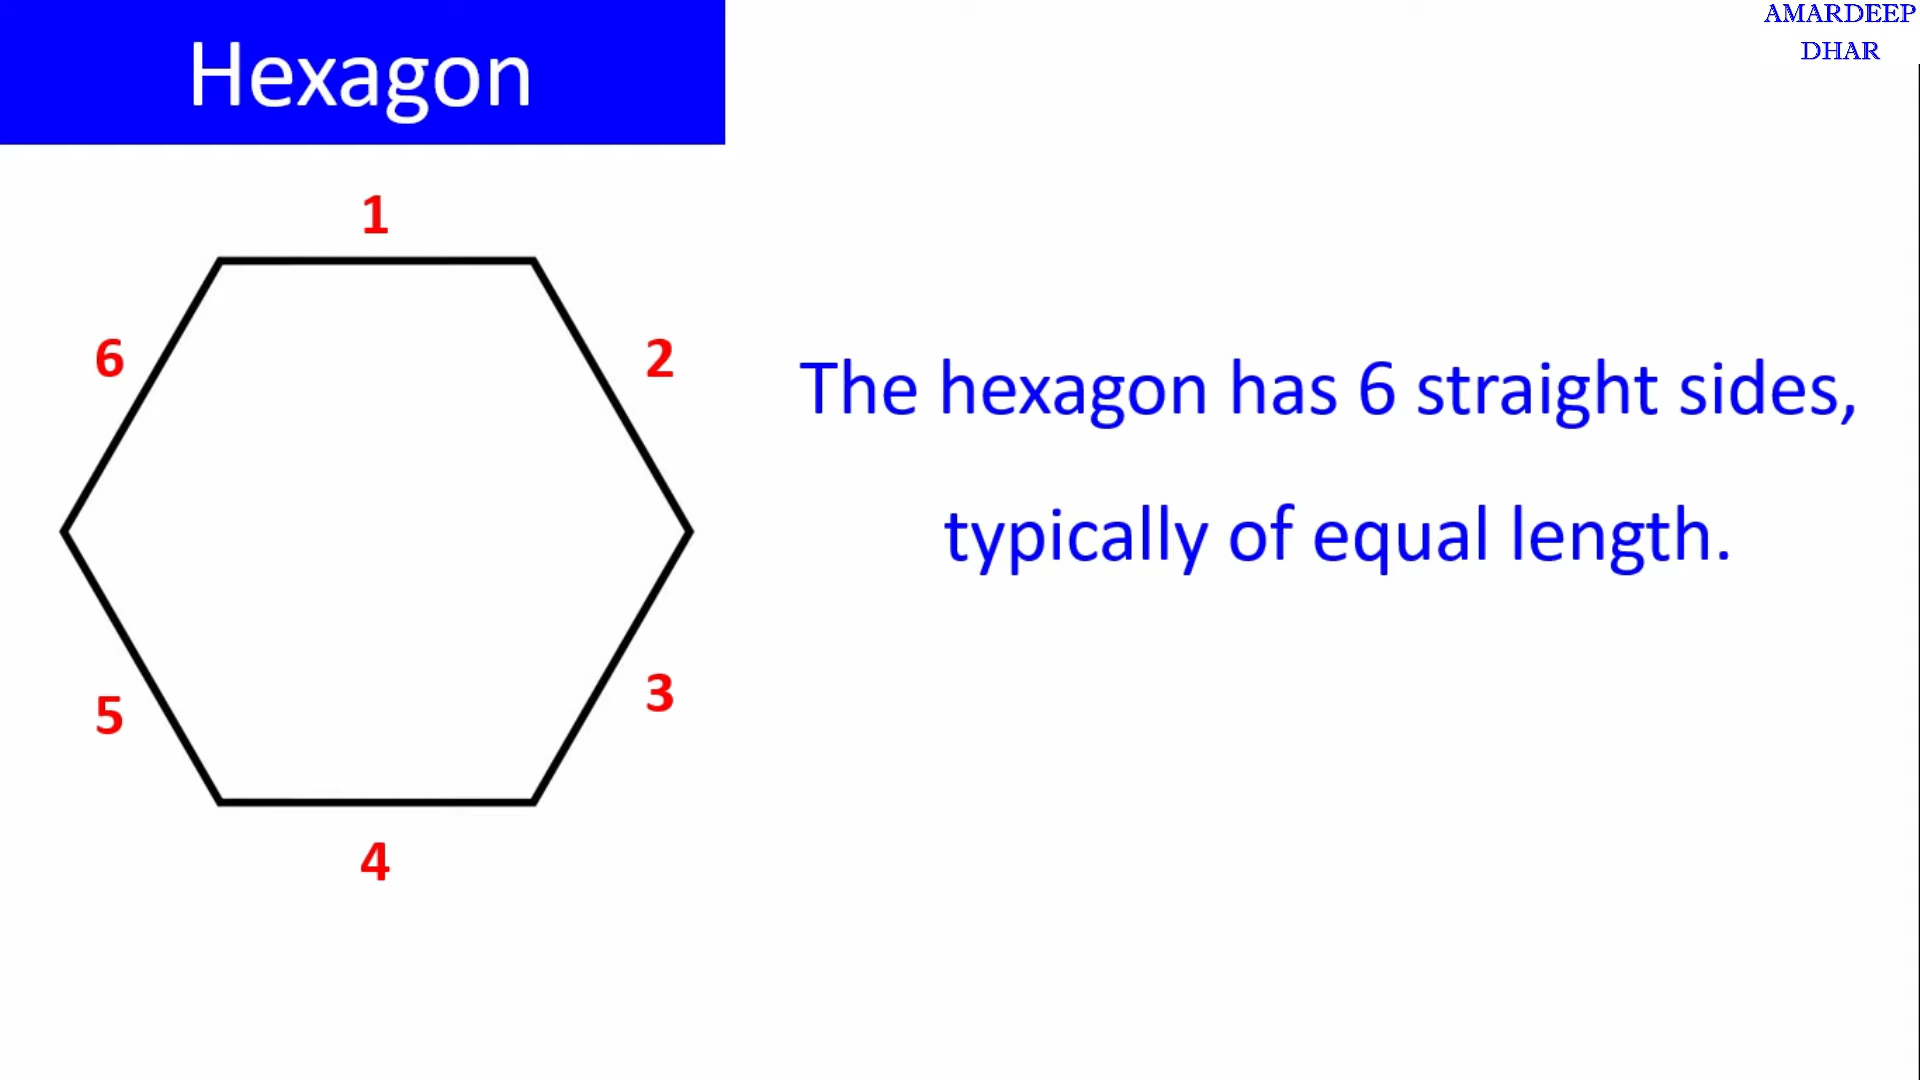 Hexagon
AMARDEEP
DHAR
1
6
2
The hexagon has 6 straight sides,
typically of equal length.
5
3
4